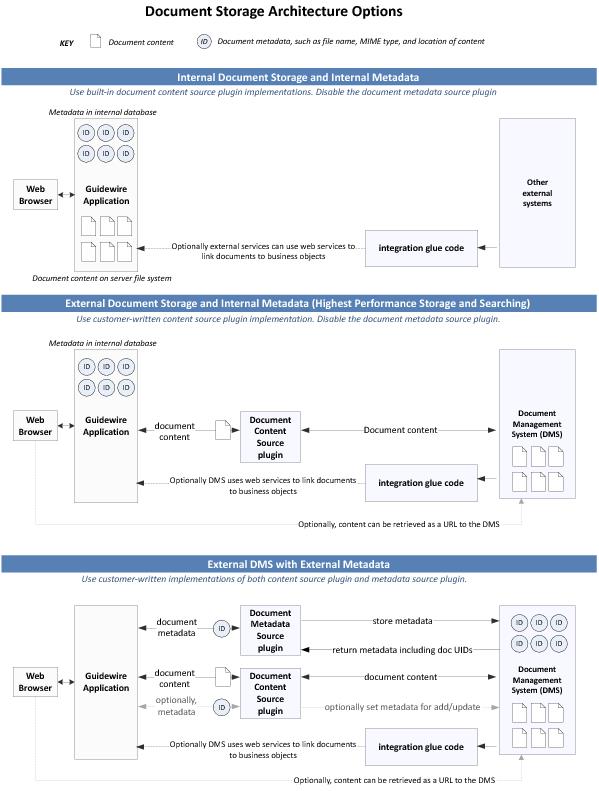 Document Storage Architecture Options
KEY
Document content
ID
Document metadata, such as file name, MIME type, and location of content
Internal Document Storage and Internal Metadata
Use built-in document content source plugin implementations. Disable the document metadata source plugin
Metadata in internal database
ID ID ID
ID ID ID
Web
Browser
Guidewire
Application
Other
external
systems
Optionally external services can use web services to
link documents to business objects
integration glue code
Document content on server file system
External Document Storage and Internal Metadata (Highest Performance Storage and Searching)
Use customer-written content source plugin implementation. Disable the document metadata source plugin.
Metadata in internal database
ID ID ID
ID ID ID
Web
Browser
Guidewire
Application
document
content
Document
Content
Source
plugin
Document content
Document
Management
System (DMS)
Optionally DMS uses web services to link documents
to business objects
integration glue code
Optionally, content can be retrieved as a URL to the DMS
External DMS with External Metadata
Use customer-written implementations of both content source plugin and metadata source plugin.
document
metadata
ID
Document
Metadata
Source
plugin
store metadata
return metadata including doc UIDs
ID ID ID
ID ID ID
Web
Browser
Guidewire
Application
document
content
Document
Content
Source
plugin
document content
Document
Management
System (DMS)
optionally,
metadata
ID
optionally set metadata for add/update
Optionally DMS uses web services to link documents
to business objects
integration glue code
Optionally, content can be retrieved as a URL to the DMS